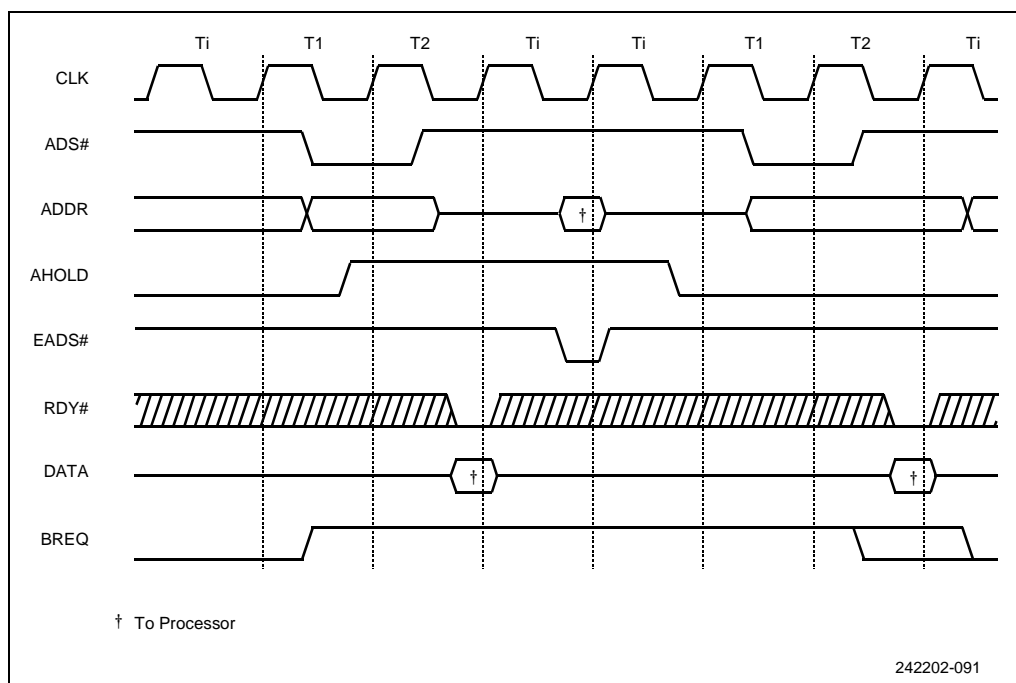 Ti T1 T2 Ti Ti T1 T2 Ti
CLK
ADS#
ADDR †
AHOLD
EADS#
RDY#
DATA † †
BREQ
† To Processor
242202-091